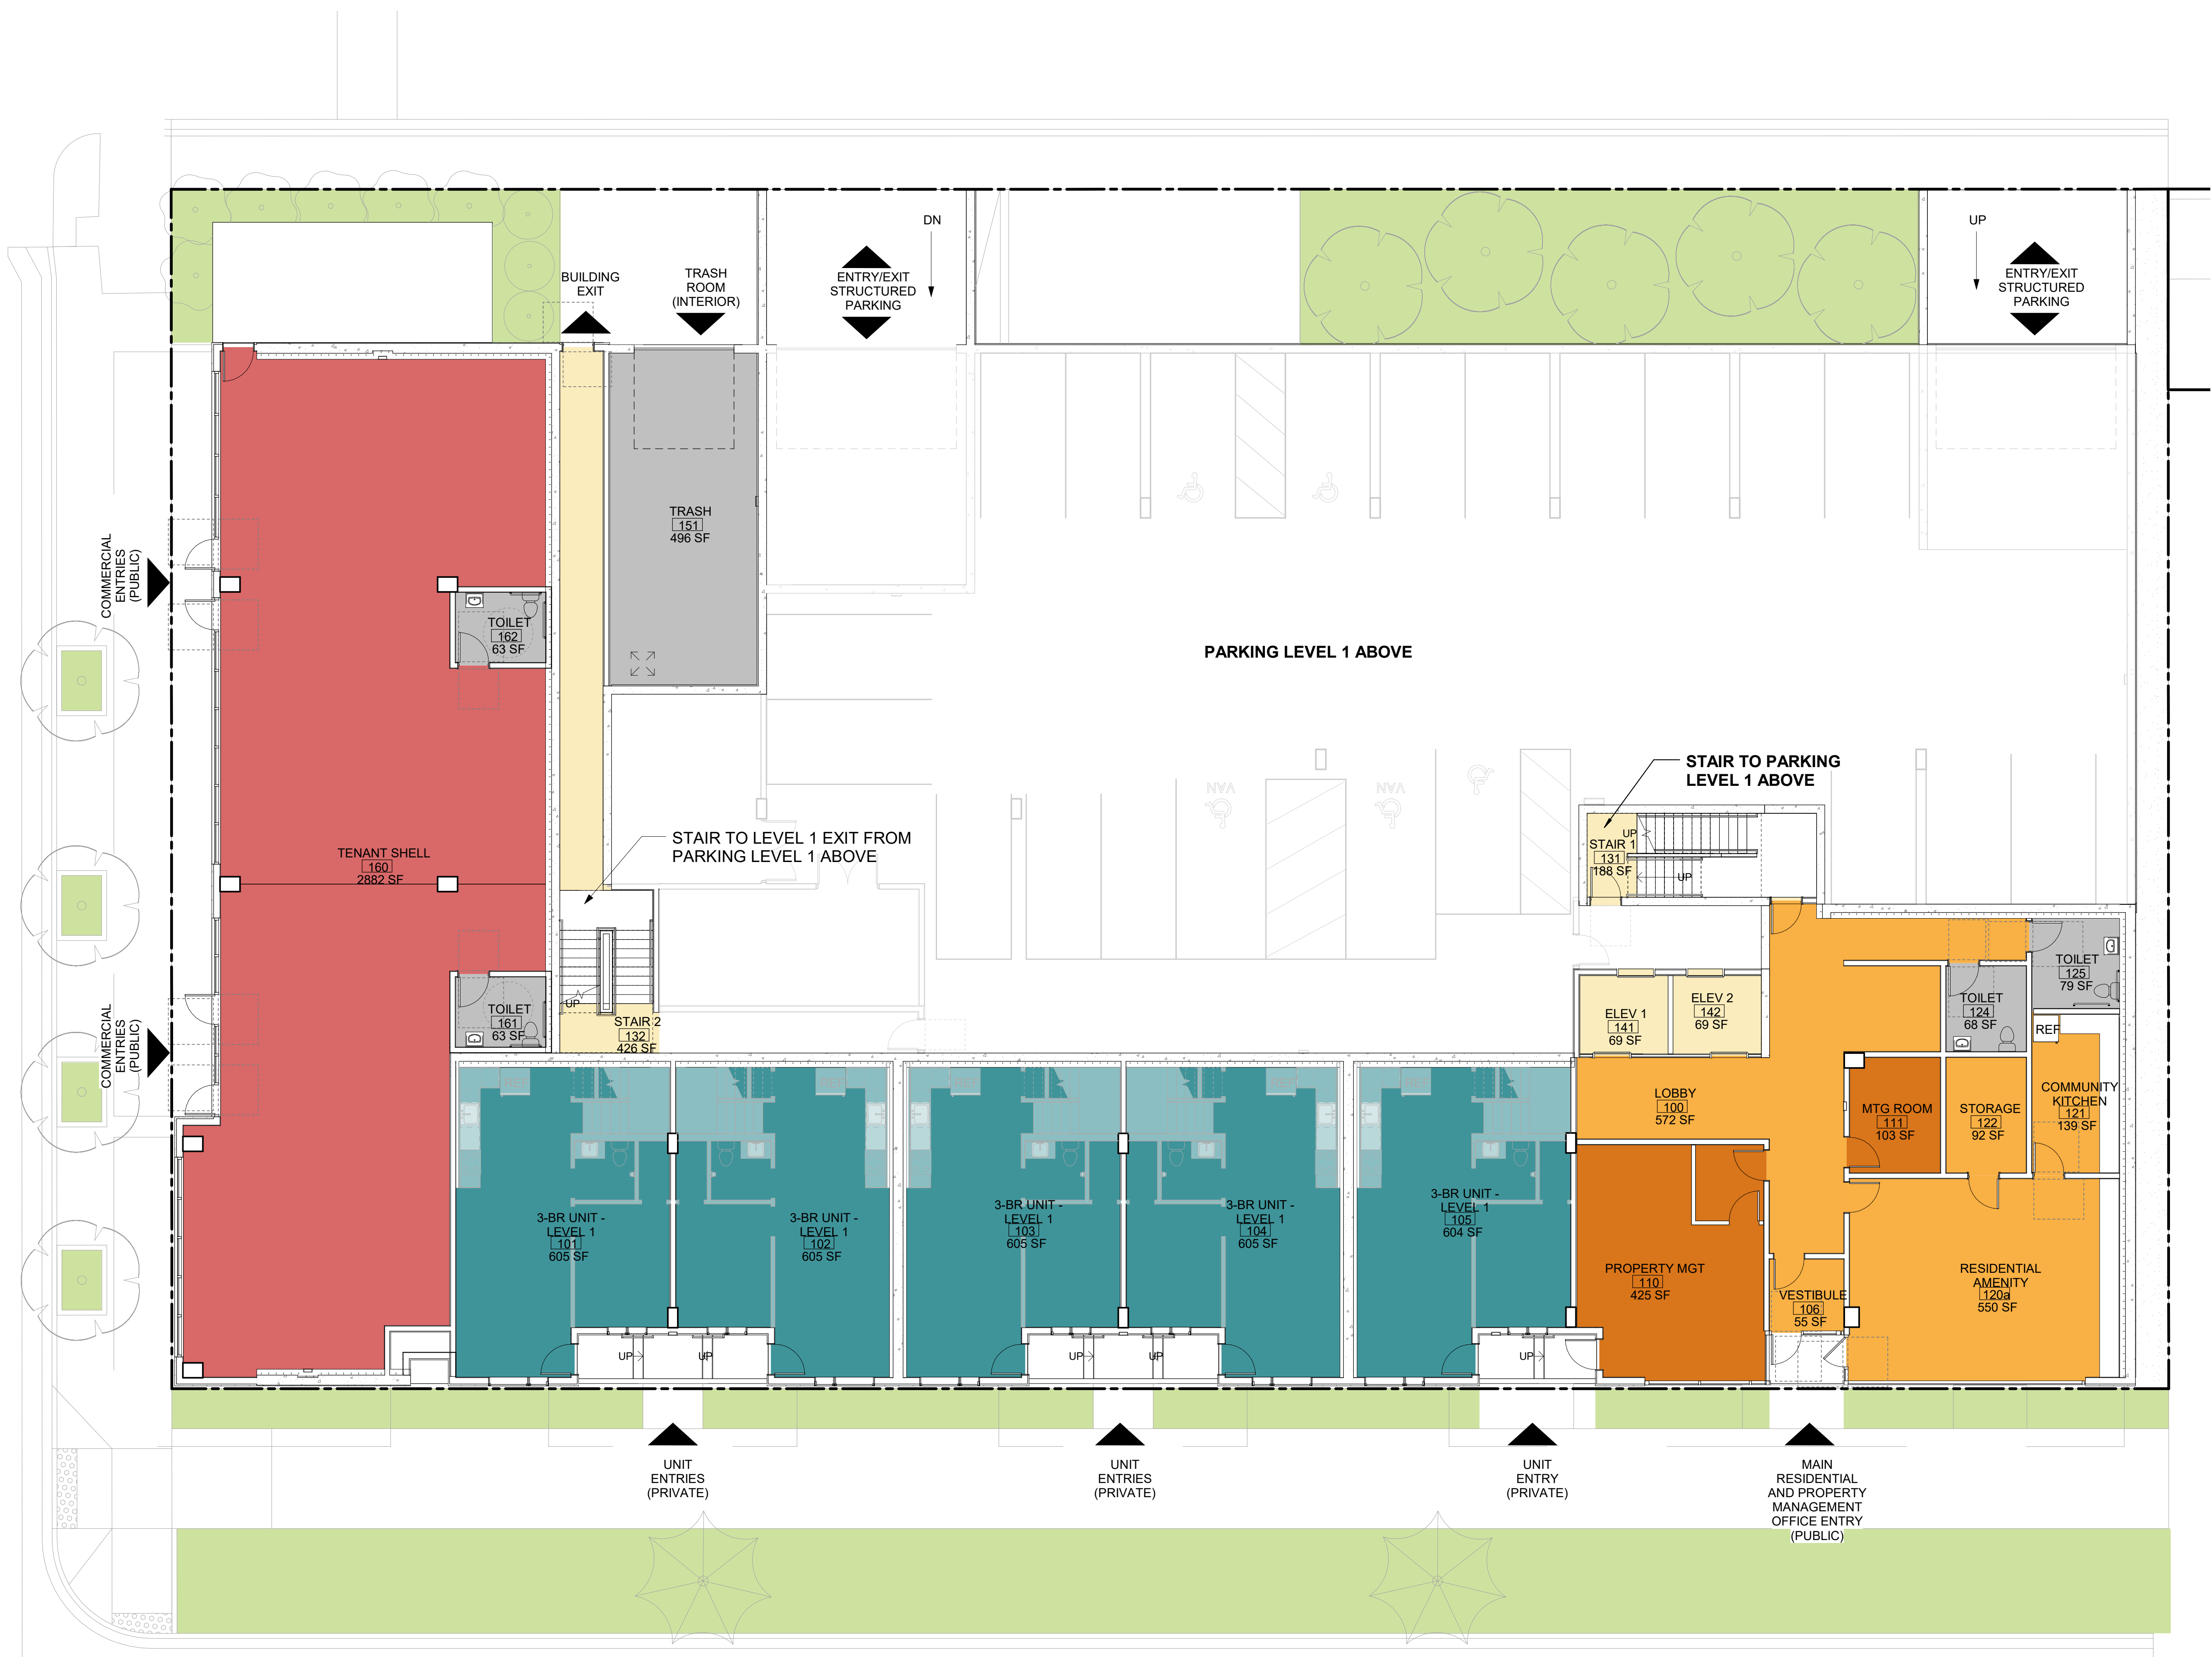 DN
UP
BUILDING
EXIT
TRASH
ROOM
(INTERIOR)
ENTRY/EXIT
STRUCTURED
PARKING
ENTRY/EXIT
STRUCTURED
PARKING
COMMERCIAL
ENTRIES
(PUBLIC)
TRASH
151
496 SF
TOILET
162
63 SF
PARKING LEVEL 1 ABOVE
STAIR TO PARKING
LEVEL 1 ABOVE
VAN
VAN
STAIR TO LEVEL 1 EXIT FROM
PARKING LEVEL 1 ABOVE
TENANT SHELL
160
2882 SF
UP
STAIR 1
131
188 SF
UP
COMMERCIAL
ENTRIES
(PUBLIC)
TOILET
161
63 SF
UP
STAIR 2
132
426 SF
ELEV 1
141
69 SF
ELEV 2
142
69 SF
TOILET
124
68 SF
TOILET
125
79 SF
REF
REF
REF
REF
REF
REF
LOBBY
100
572 SF
MTG ROOM
111
103 SF
STORAGE
122
92 SF
COMMUNITY
KITCHEN
121
139 SF
3-BR UNIT -
LEVEL 1
101
605 SF
3-BR UNIT -
LEVEL 1
102
605 SF
3-BR UNIT -
LEVEL 1
103
605 SF
3-BR UNIT -
LEVEL 1
104
605 SF
3-BR UNIT -
LEVEL 1
105
604 SF
PROPERTY MGT
110
425 SF
VESTIBULE
106
55 SF
RESIDENTIAL
AMENITY
120a
550 SF
UP
UP
UP
UP
UP
UNIT
ENTRIES
(PRIVATE)
UNIT
ENTRIES
(PRIVATE)
UNIT
ENTRY
(PRIVATE)
MAIN
RESIDENTIAL
AND PROPERTY
MANAGEMENT
OFFICE ENTRY
(PUBLIC)